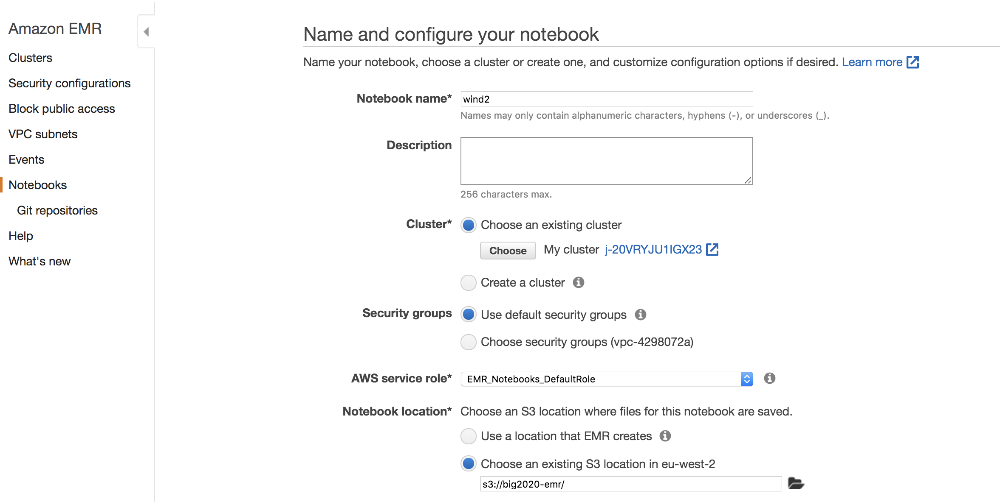 Amazon EMR
Clusters
Security configurations
Block public access
VPC subnets
Events
Notebooks
Git repositories
Help
What's new
Name and configure your notebook
Name your notebook, choose a cluster or create one, and customize configuration options if desired. Learn more
Notebook name* wind2
Names may only contain alphanumeric characters, hyphens (-), or underscores (_).
Description
256 characters max.
Cluster* Choose an existing cluster
Choose My cluster j-20VRYJU1IGX23
Create a cluster
Security groups Use default security groups
Choose security groups (vpc-4298072a)
AWS service role* EMR_Notebooks_DefaultRole
Notebook location* Choose an S3 location where files for this notebook are saved.
Use a location that EMR creates
Choose an existing S3 location in eu-west-2
s3://big2020-emr/